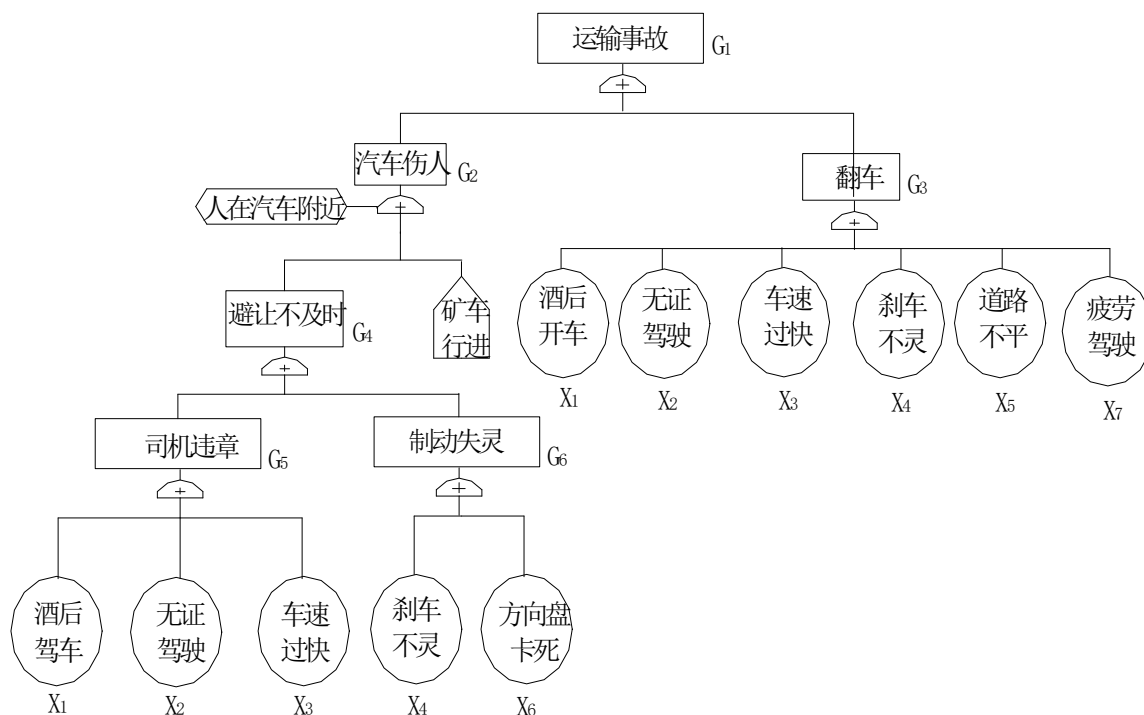 运输事故
G1
+
汽车伤人
G2
翻车
G3
人在汽车附近
+
+
避让不及时
G4
矿车
行进
酒后
开车
无证
驾驶
车速
过快
刹车
不灵
道路
不平
疲劳
驾驶
+
X1
X2
X3
X4
X5
X7
司机违章
G5
制动失灵
G6
+
+
酒后
驾车
无证
驾驶
车速
过快
刹车
不灵
方向盘
卡死
X1
X2
X3
X4
X6